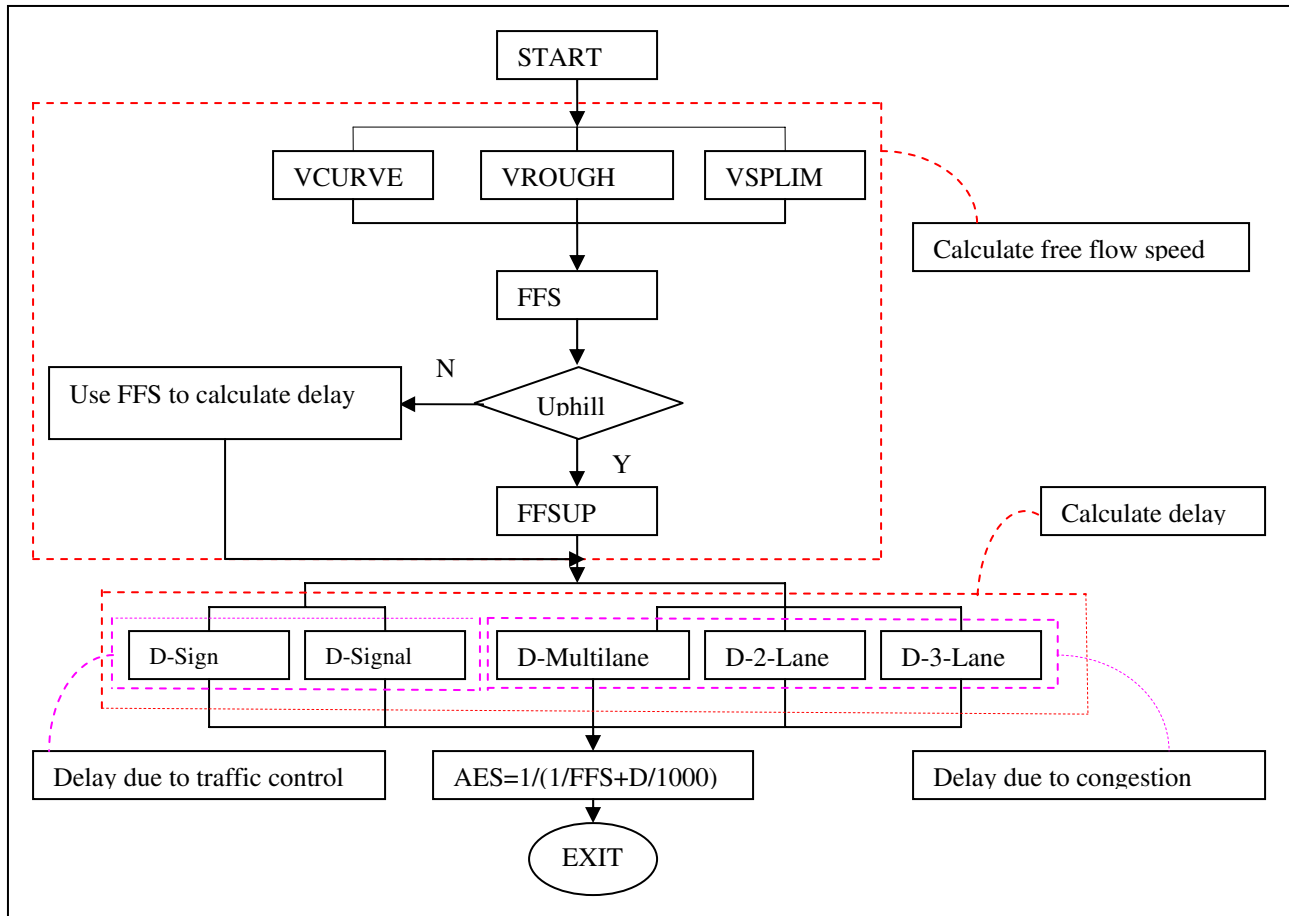 START
VCURVE
VROUGH
VSPLIM
Calculate free flow speed
FFS
N
Use FFS to calculate delay
Uphill
Y
FFSUP
Calculate delay
D-Sign
D-Signal
D-Multilane
D-2-Lane
D-3-Lane
Delay due to traffic control
AES=1/(1/FFS+D/1000)
Delay due to congestion
EXIT